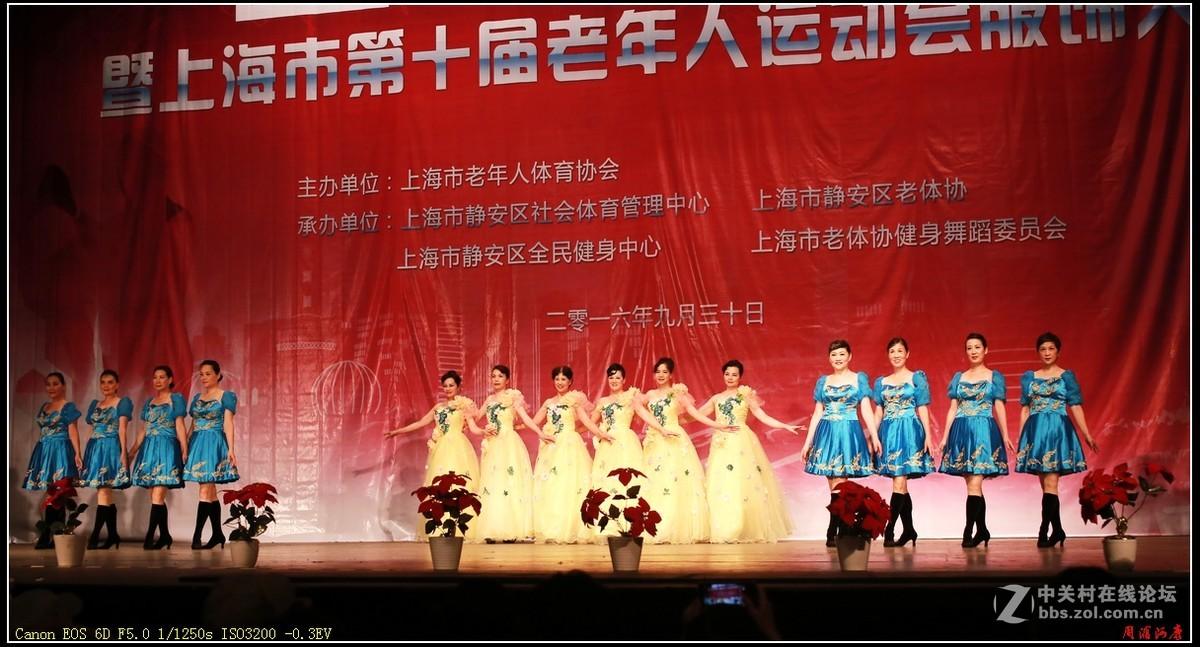 暨上海市第十届老年人运动会服饰大
主办单位：上海市老年人体育协会
承办单位：上海市静安区社会体育管理中心 上海市静安区老体协
上海市静安区全民健身中心 上海市老体协健身舞蹈委员会
二零一六年九月三十日
中关村在线论坛
bbs.zol.com.cn
Canon EOS 6D F5.0 1/1250s ISO3200 -0.3EV